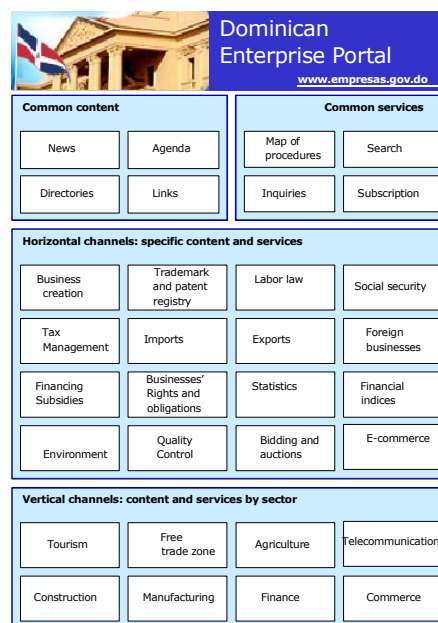 Dominican
Enterprise Portal
www.empresas.gov.do
Common content
Common services
News
Agenda
Map of
procedures
Search
Directories
Links
Inquiries
Subscription
Horizontal channels: specific content and services
Business
creation
Trademark
and patent
registry
Labor law
Social security
Tax
Management
Imports
Exports
Foreign
businesses
Financing
Subsidies
Businesses’
Rights and
obligations
Statistics
Financial
indices
Environment
Quality
Control
Bidding and
auctions
E-commerce
Vertical channels: content and services by sector
Tourism
Free
trade zone
Agriculture
Telecommunication
Construction
Manufacturing
Finance
Commerce